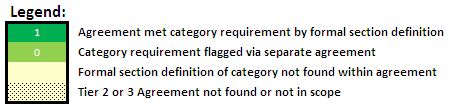 Legend:
1 Agreement met category requirement by formal section definition
0 Category requirement flagged via separate agreement
Formal section definition of category not found within agreement
Tier 2 or 3 Agreement not found or not in scope